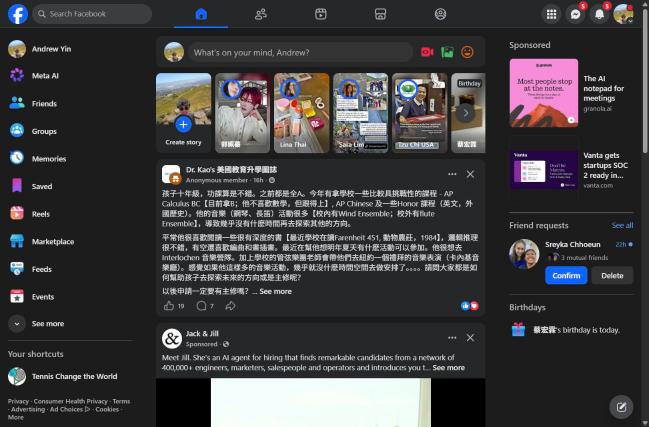 Search Facebook
5
5
Andrew Yin
Meta AI
Friends
Groups
Memories
Saved
Reels
Marketplace
Feeds
Events
See more
Your shortcuts
Tennis Change the World
Privacy · Consumer Health Privacy · Terms
· Advertising · Ad Choices · Cookies ·
More
What's on your mind, Andrew?
Create story
Lina Thai
Sara Lim
Tzu Chi USA
Birthday
Dr. Kao's 美國教育升學園誌
Anonymous member · 16h ·
孩子十年級，功課算是不錯。之前都是全A。今年有拿學校一些比較具挑戰性的課程 - AP
Calculus BC【目前拿B；他不喜歡數學，但跟得上】, AP Chinese 及一些Honor 課程（英文，外
國歷史）。他的音樂（鋼琴、長笛）活動很多【校內有Wind Ensemble；校外有flute
Ensemble】，導致幾乎沒有什麼時間再去探索其他的方向。
平常他很喜歡閱讀一些很有深度的書【最近學校在讀Farenheit 451, 動物農莊，1984】，邏輯推理
很不錯，有空還喜歡編曲和畫插畫。最近在幫他想明年夏天有什麼活動可以參加。他很想去
Interlochen 音樂營隊。加上學校的管弦樂團老師會帶他們去紐約一個禮拜的音樂表演（卡內基音
樂廳）。感覺如果他這樣多的音樂活動，幾乎就沒什麼時間空間去做安排了。。。。請問大家都是如
何幫助孩子去探索未來的方向或是主修呢？
以後申請一定要有主修嗎？... See more
19
7
&
Jack & Jill
Sponsored ·
Meet Jill. She's an AI agent for hiring that finds remarkable candidates from a network of
400,000+ engineers, marketers, salespeople and operators and introduces you t... See more
Sponsored
Most people stop
at the notes.
The AI
notepad for
meetings
granola.ai
Vanta
Vanta gets
startups SOC
2 ready in...
vanta.com
Friend requests
See all
Sreyka Chhoeun
22h
3 mutual friends
Confirm
Delete
Birthdays
蔡宏霖's birthday is today.